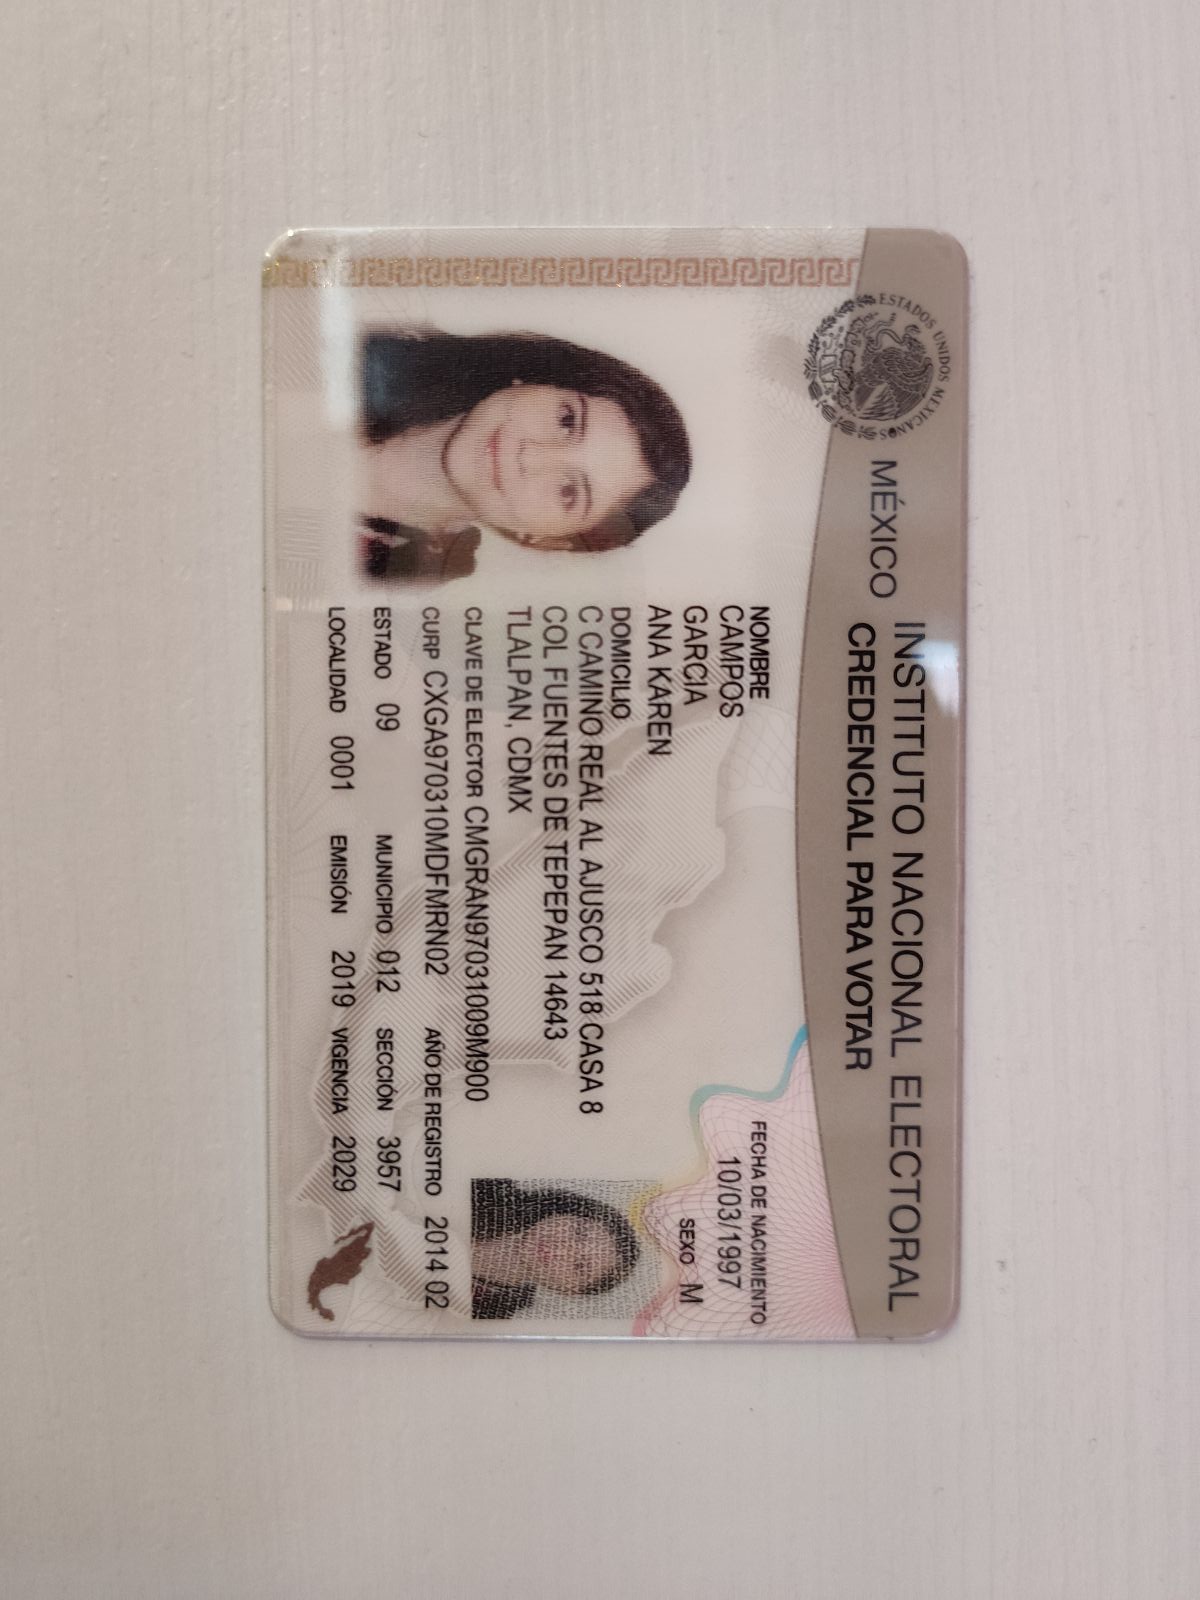 ESTADOS UNIDOS MEXICANOS
MÉXICO INSTITUTO NACIONAL ELECTORAL
CREDENCIAL PARA VOTAR
NOMBRE
CAMPOS
GARCIA
ANA KAREN
FECHA DE NACIMIENTO
10/03/1997
SEXO M
DOMICILIO
C CAMINO REAL AL AJUSCO 518 CASA 8
COL FUENTES DE TEPEPAN 14643
TLALPAN, CDMX
CLAVE DE ELECTOR CMGRAN97031009M900
CURP CXGA970310MDFMRN02 AÑO DE REGISTRO 2014 02
ESTADO 09 MUNICIPIO 012 SECCIÓN 3957
LOCALIDAD 0001 EMISIÓN 2019 VIGENCIA 2029